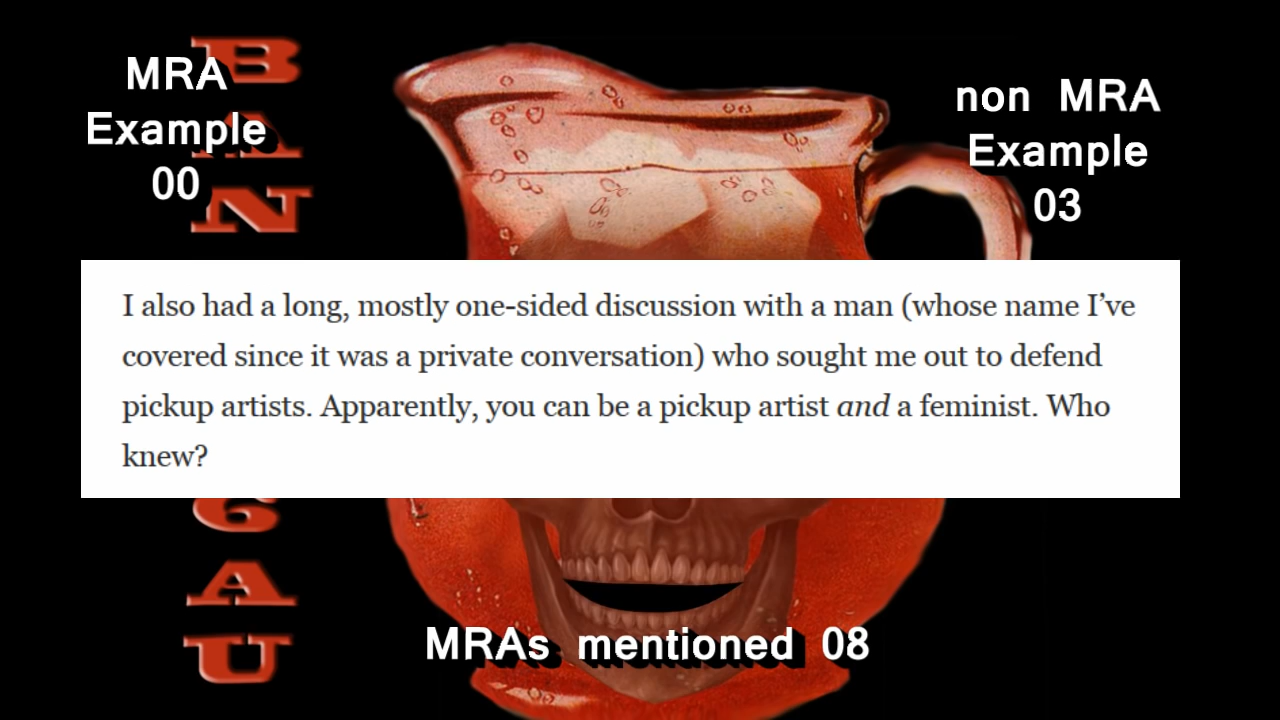 MRA
Example
00
non MRA
Example
03
I also had a long, mostly one-sided discussion with a man (whose name I've
covered since it was a private conversation) who sought me out to defend
pickup artists. Apparently, you can be a pickup artist and a feminist. Who
knew?
MRAs mentioned 08
B
N
A
U